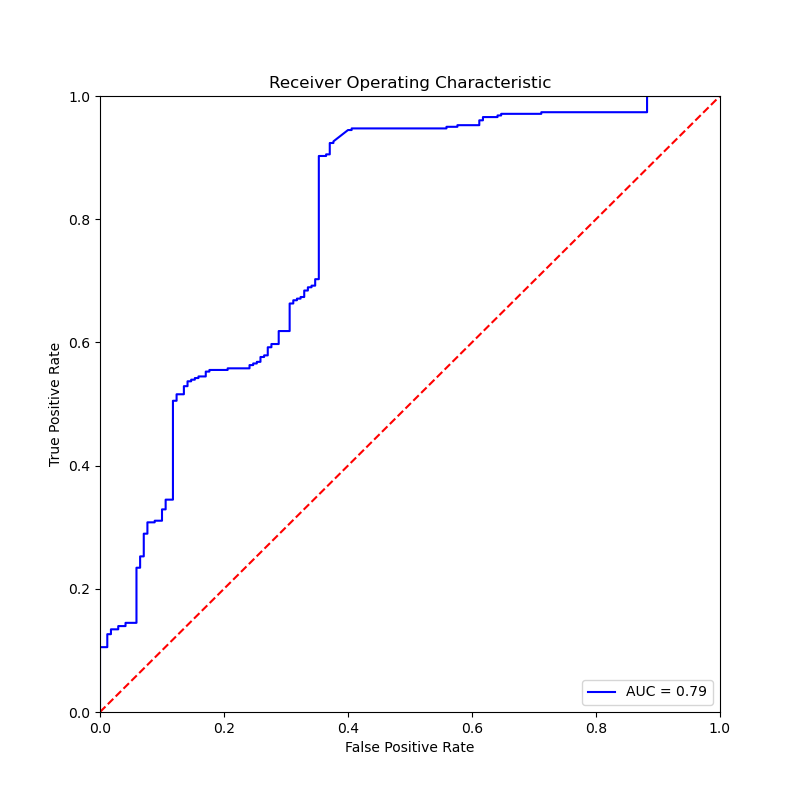 Receiver Operating Characteristic
1.0
0.8
0.6
0.4
0.2
0.0
True Positive Rate
AUC = 0.79
0.0 0.2 0.4 0.6 0.8 1.0
False Positive Rate